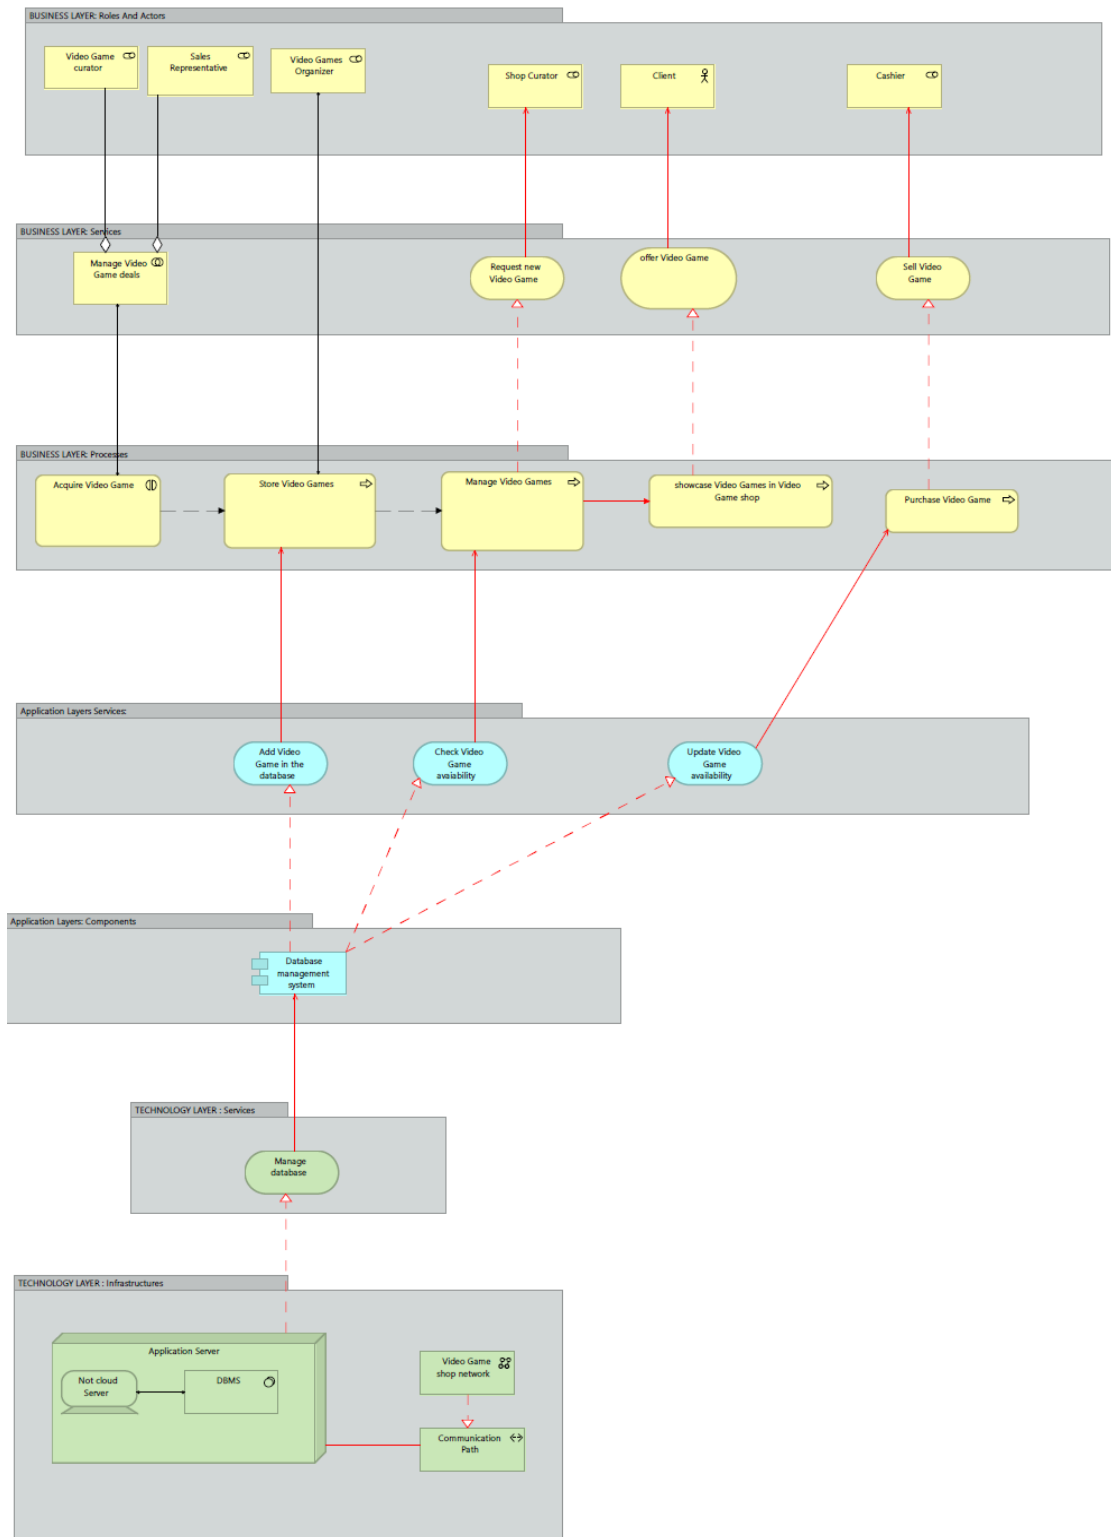 BUSINESS LAYER: Roles And Actors
Video Game
curator
Sales
Representative
Video Games
Organizer
Shop Curator
Client
Cashier
BUSINESS LAYER: Services
Manage Video
Game deals
Request new
Video Game
offer Video Game
Sell Video
Game
BUSINESS LAYER: Processes
Acquire Video Game
Store Video Games
Manage Video Games
showcase Video Games in Video
Game shop
Purchase Video Game
Application Layers Services:
Add Video
Game in the
database
Check Video
Game
avaiability
Update Video
Game
availability
Application Layers: Components
Database
management
system
TECHNOLOGY LAYER : Services
Manage
database
TECHNOLOGY LAYER : Infrastructures
Application Server
Not cloud
Server
DBMS
Video Game
shop network
Communication
Path